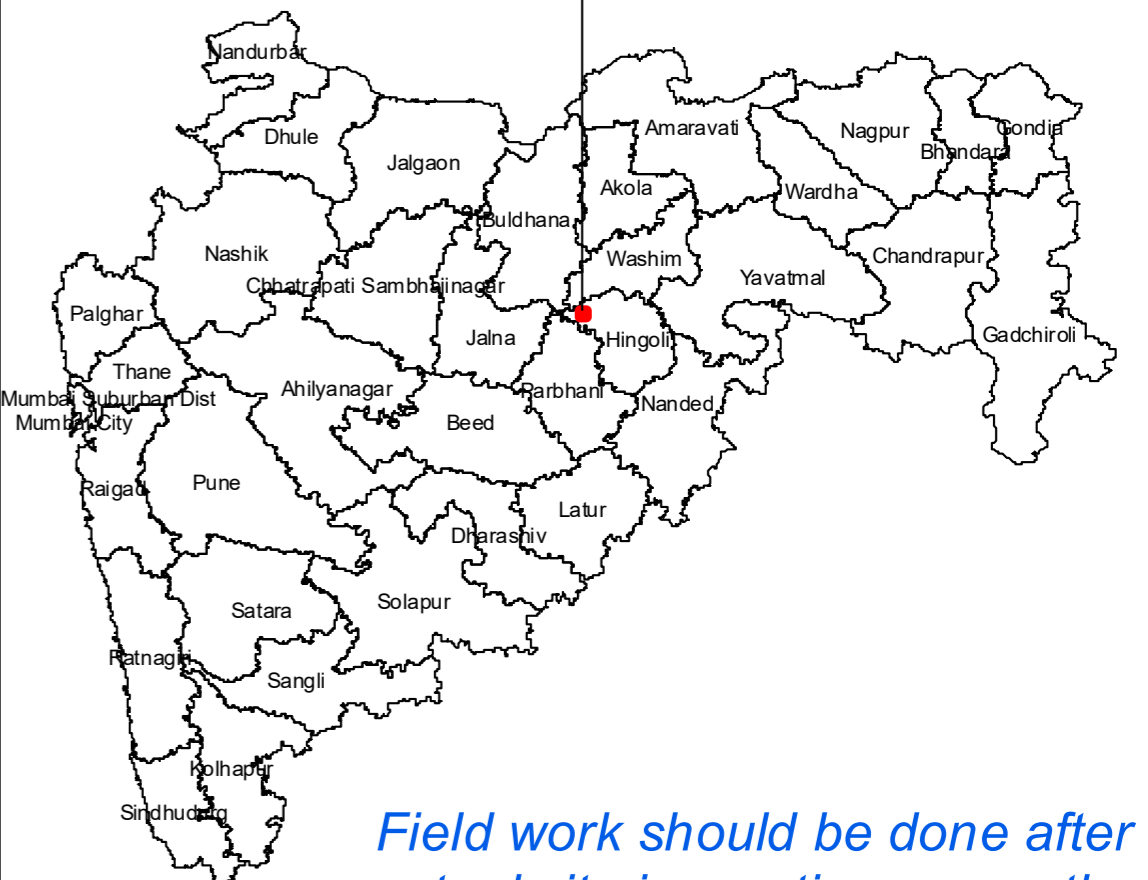 Nandurbar
Dhule
Jalgaon
Amaravati
Nagpur
Gondia
Bhandara
Akola
Wardha
Buldhana
Nashik
Washim
Chandrapur
Yavatmal
Chhatrapati Sambhajinagar
Palghar
Jalna
Hingoli
Gadchiroli
Thane
Ahilyanagar
Parbhani
Mumbai Suburban Dist
Nanded
Mumbai City
Beed
Raigad
Pune
Latur
Dharashiv
Satara
Solapur
Ratnagiri
Sangli
Kolhapur
Sindhudurg
Field work should be done after